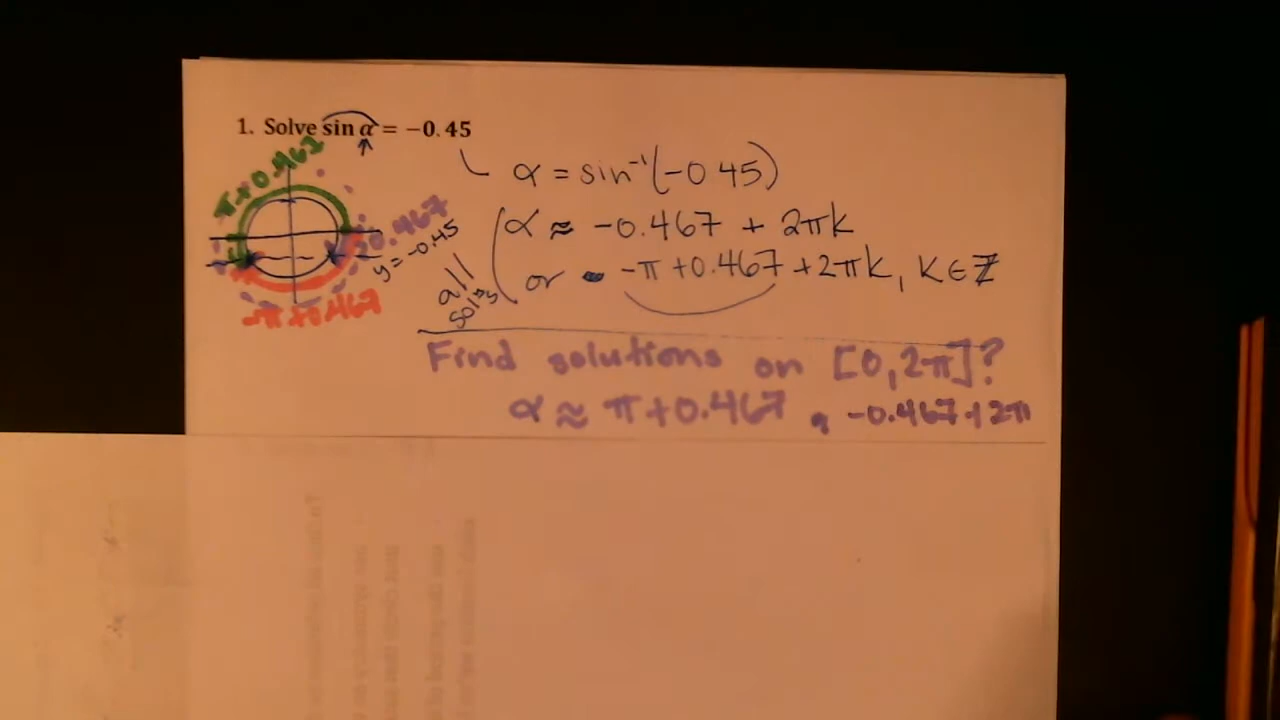 1. Solve sin α = −0.45
α = sin⁻¹(−0.45)
α ≈ −0.467 + 2πk
or −π + 0.467 + 2πk, K ∈ ℤ
all
sol'ns
π + 0.467
0.467
y = −0.45
−π + 0.467
Find solutions on [0, 2π]?
α ≈ π + 0.467, −0.467 + 2π